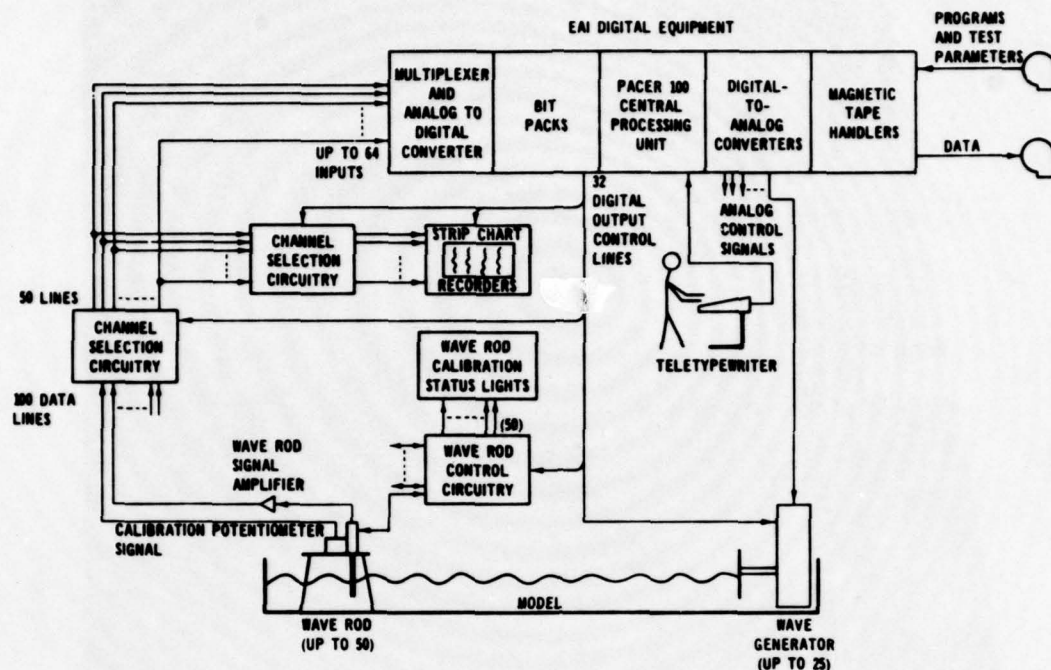 EAI DIGITAL EQUIPMENT
PROGRAMS
AND TEST
PARAMETERS
MULTIPLEXER
AND
ANALOG TO
DIGITAL
CONVERTER
BIT
PACKS
PACER 100
CENTRAL
PROCESSING
UNIT
DIGITAL-
TO-
ANALOG
CONVERTERS
MAGNETIC
TAPE
HANDLERS
DATA
UP TO 64
INPUTS
32
DIGITAL
OUTPUT
CONTROL
LINES
ANALOG
CONTROL
SIGNALS
CHANNEL
SELECTION
CIRCUITRY
STRIP CHART
RECORDERS
TELETYPEWRITER
50 LINES
CHANNEL
SELECTION
CIRCUITRY
100 DATA
LINES
WAVE ROD
CALIBRATION
STATUS LIGHTS
(50)
WAVE ROD
CONTROL
CIRCUITRY
WAVE ROD
SIGNAL
AMPLIFIER
CALIBRATION POTENTIOMETER
SIGNAL
MODEL
WAVE ROD
(UP TO 50)
WAVE
GENERATOR
(UP TO 25)